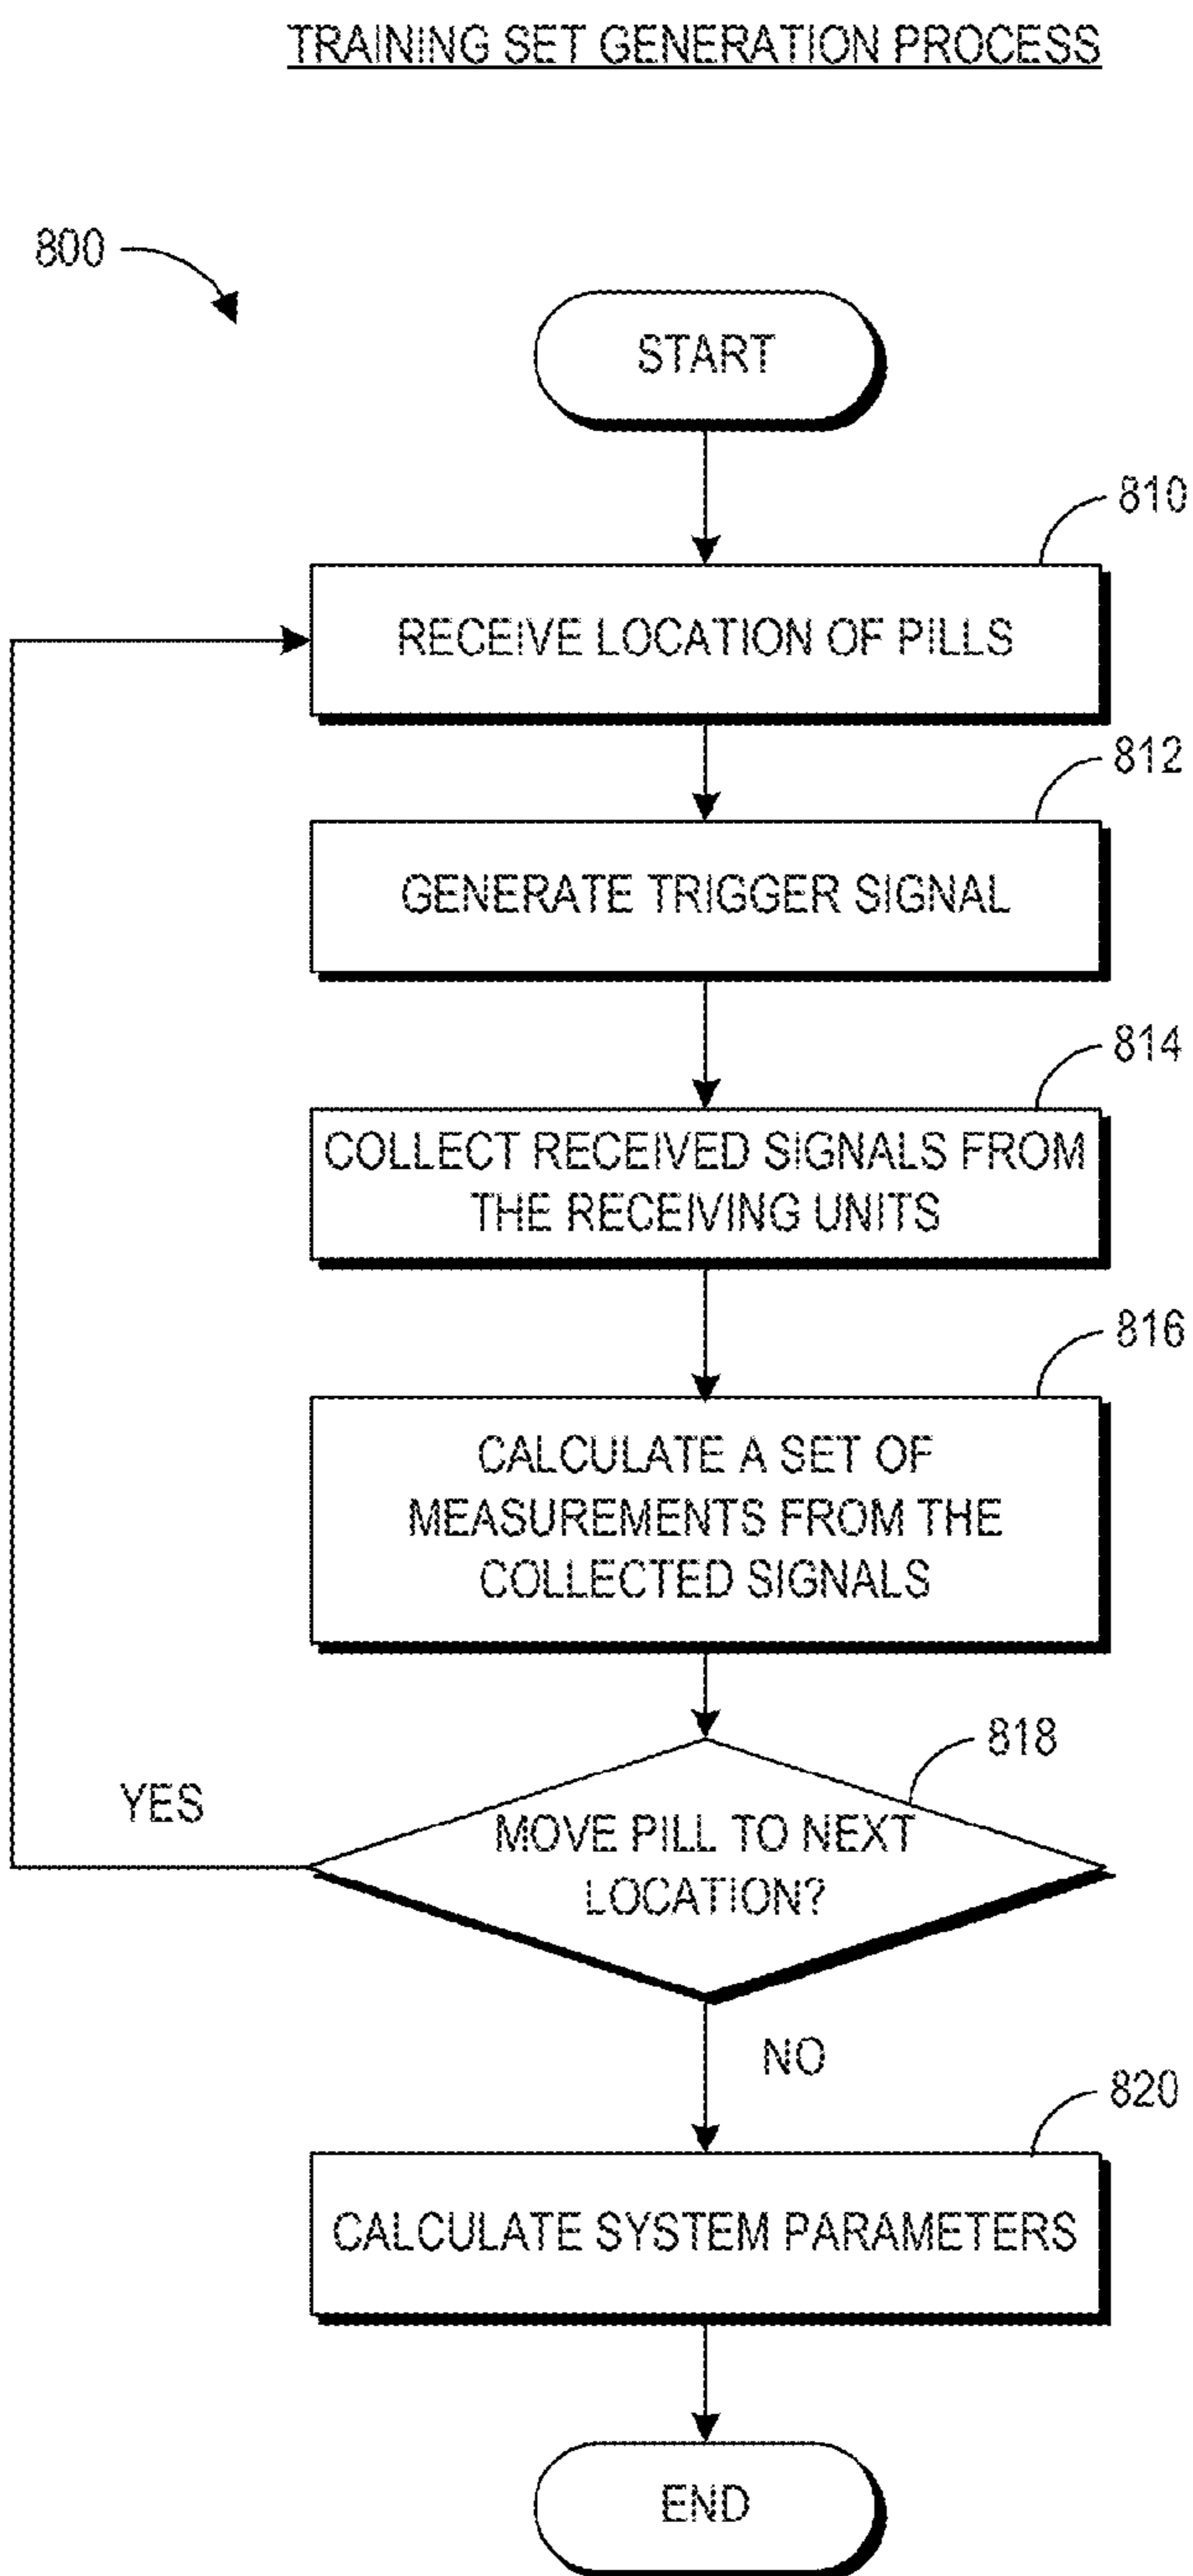 TRAINING SET GENERATION PROCESS
800
START
810
RECEIVE LOCATION OF PILLS
812
GENERATE TRIGGER SIGNAL
814
COLLECT RECEIVED SIGNALS FROM
THE RECEIVING UNITS
816
CALCULATE A SET OF
MEASUREMENTS FROM THE
COLLECTED SIGNALS
818
YES
MOVE PILL TO NEXT
LOCATION?
NO
820
CALCULATE SYSTEM PARAMETERS
END